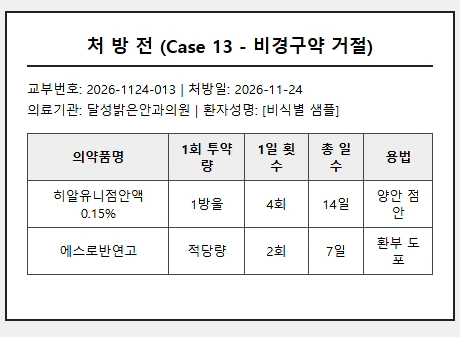 처 방 전 (Case 13 - 비경구약 거절)
교부번호: 2026-1124-013 | 처방일: 2026-11-24
의료기관: 달성밝은안과의원 | 환자성명: [비식별 샘플]
의약품명 1회 투약량 1일 횟수 총 일수 용법
히알유니점안액 0.15% 1방울 4회 14일 양안 점안
에스로반연고 적당량 2회 7일 환부 도포